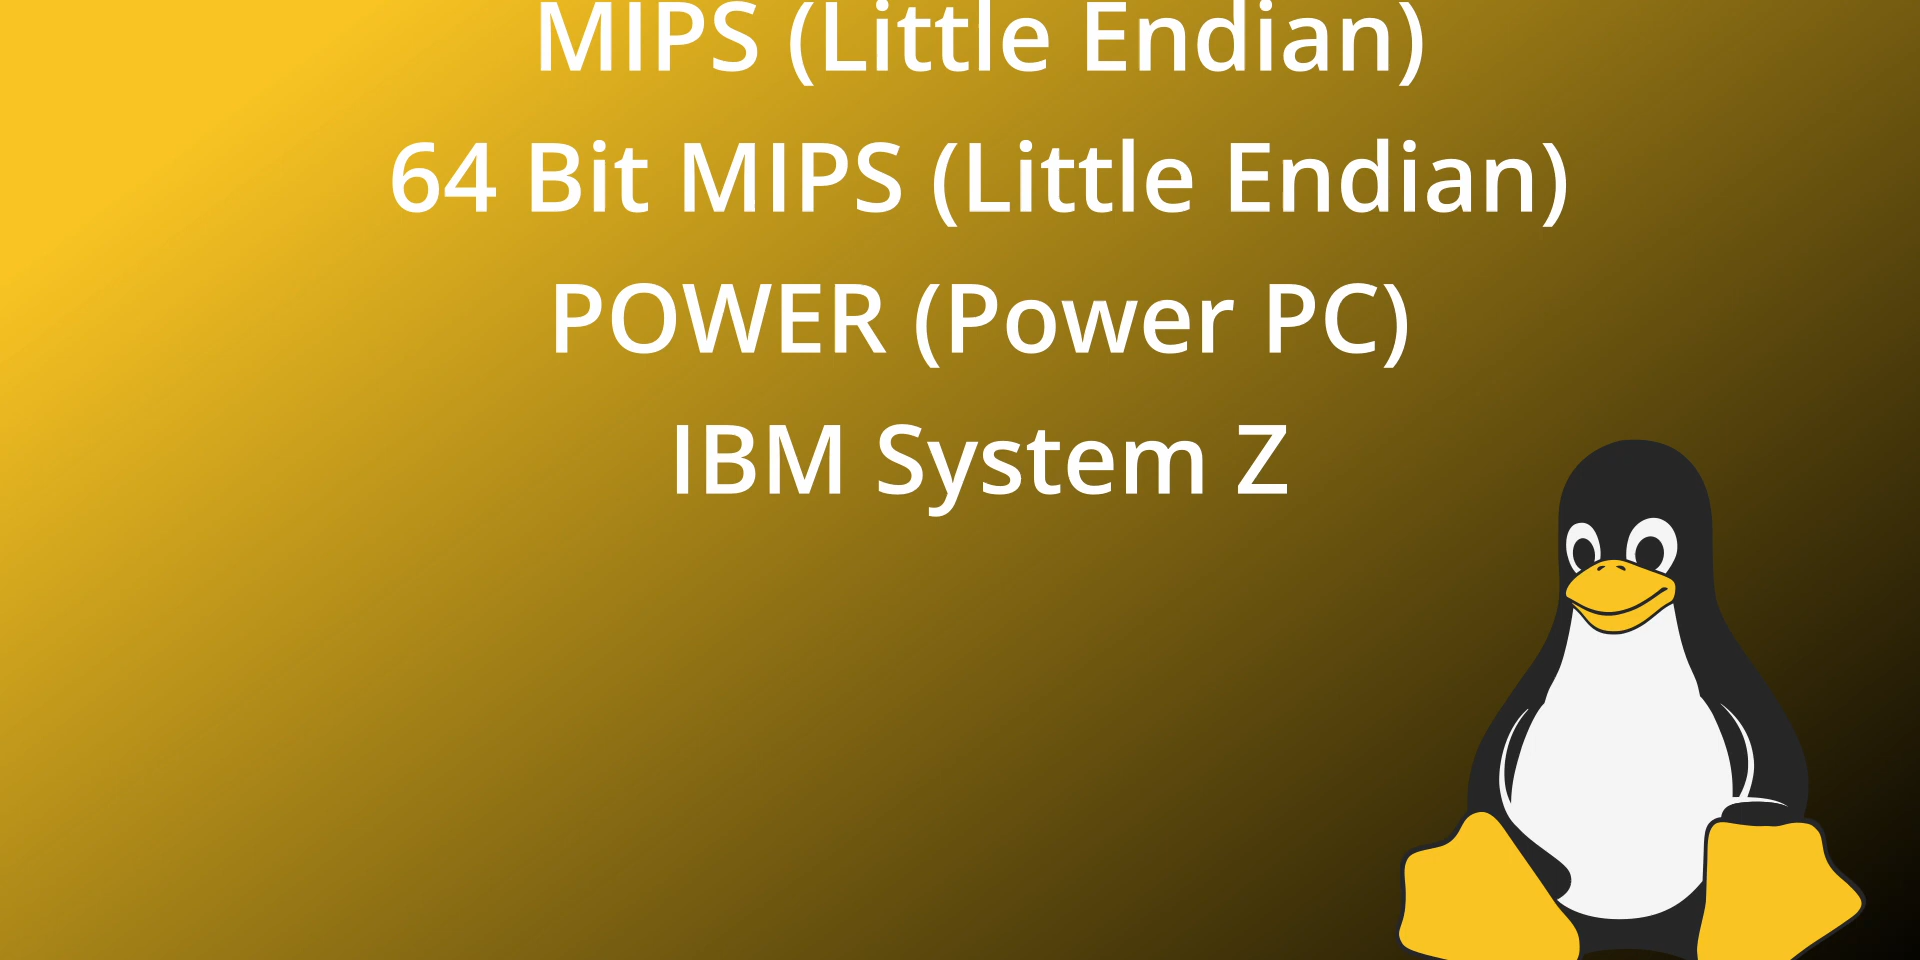 MIPS (Little Endian)
64 Bit MIPS (Little Endian)
POWER (Power PC)
IBM System Z